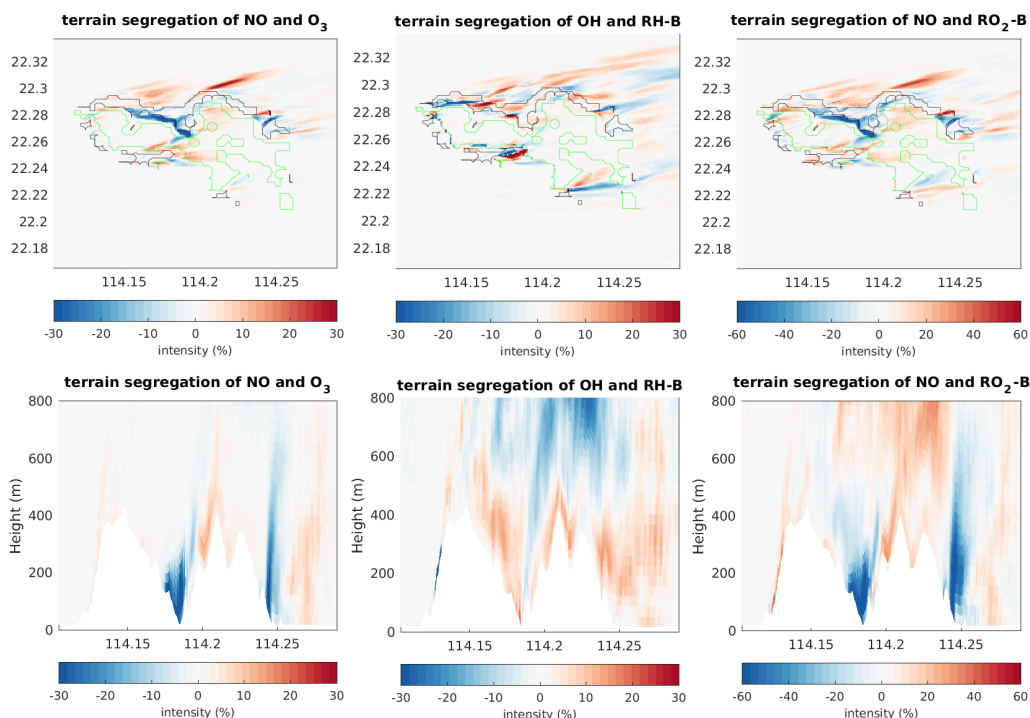 terrain segregation of NO and O3
terrain segregation of OH and RH-B
terrain segregation of NO and RO2-B
22.32
22.3
22.28
22.26
22.24
22.22
22.2
22.18
114.15 114.2 114.25
22.32
22.3
22.28
22.26
22.24
22.22
22.2
22.18
114.15 114.2 114.25
22.32
22.3
22.28
22.26
22.24
22.22
22.2
22.18
114.15 114.2 114.25
-30 -20 -10 0 10 20 30
intensity (%)
-30 -20 -10 0 10 20 30
intensity (%)
-60 -40 -20 0 20 40 60
intensity (%)
terrain segregation of NO and O3
terrain segregation of OH and RH-B
terrain segregation of NO and RO2-B
Height (m)
800
600
400
200
0
114.15 114.2 114.25
Height (m)
800
600
400
200
0
114.15 114.2 114.25
Height (m)
800
600
400
200
0
114.15 114.2 114.25
-30 -20 -10 0 10 20 30
intensity (%)
-30 -20 -10 0 10 20 30
intensity (%)
-60 -40 -20 0 20 40 60
intensity (%)